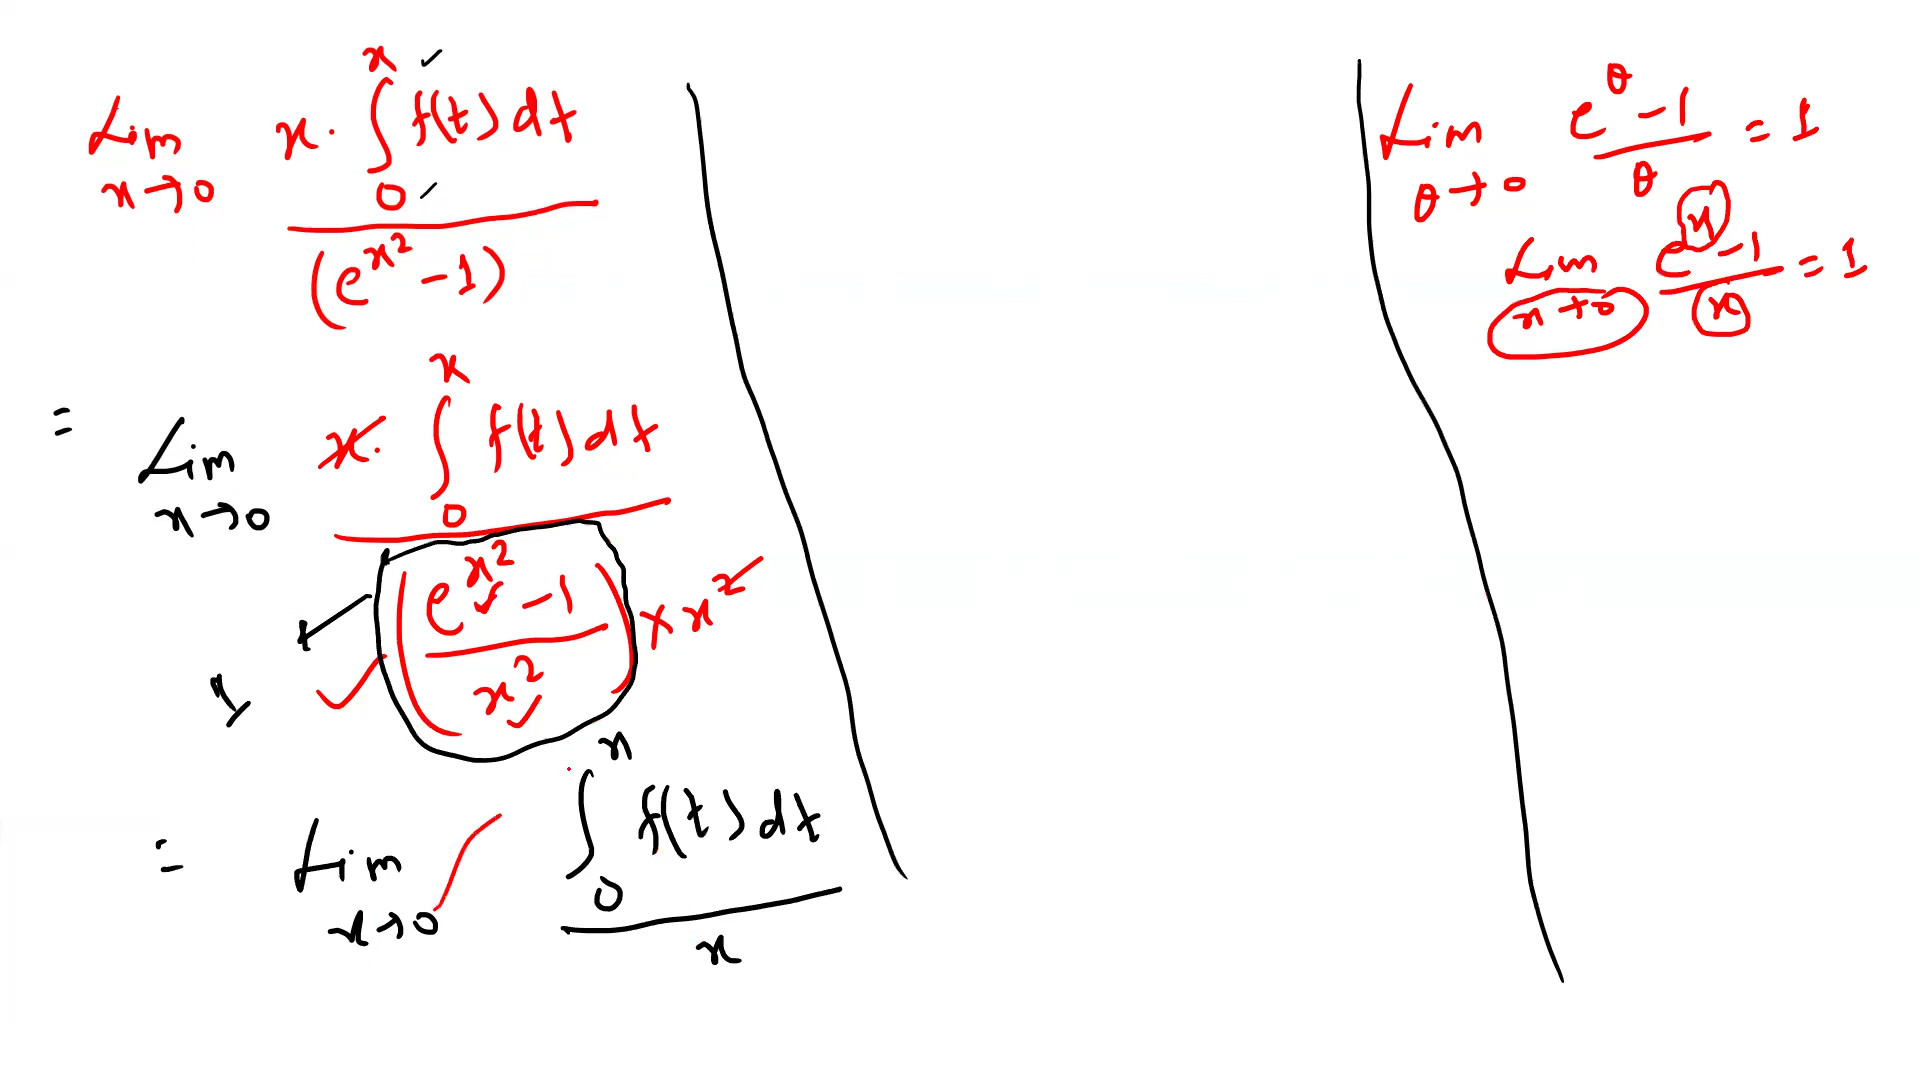 Lim x→0 x. ∫₀ˣ f(t) dt / (e^(x²) - 1)
= Lim x→0 x. ∫₀ˣ f(t) dt / ((e^(x²) - 1) / x²) × x²
1
= Lim x→0 ∫₀ˣ f(t) dt / x
Lim θ→0 (e^θ - 1) / θ = 1
Lim x→0 (e^x - 1) / x = 1